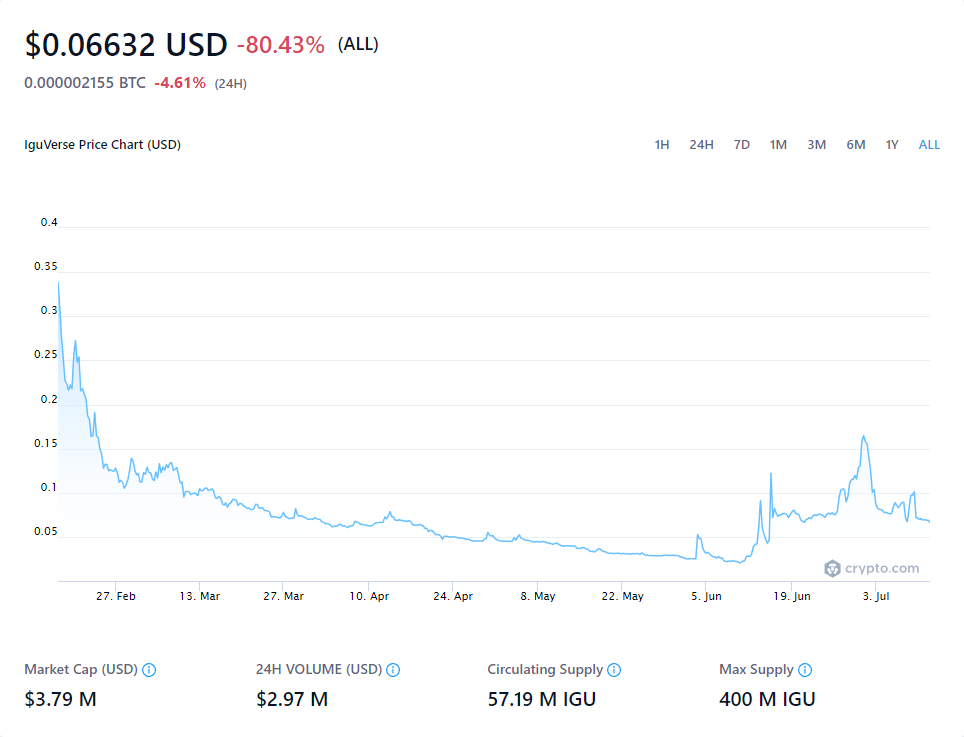 $0.06632 USD -80.43% (ALL)
0.000002155 BTC -4.61% (24H)
IguVerse Price Chart (USD) 1H 24H 7D 1M 3M 6M 1Y ALL
0.4
0.35
0.3
0.25
0.2
0.15
0.1
0.05
crypto.com
27. Feb 13. Mar 27. Mar 10. Apr 24. Apr 8. May 22. May 5. Jun 19. Jun 3. Jul
Market Cap (USD) 24H VOLUME (USD) Circulating Supply Max Supply
$3.79 M $2.97 M 57.19 M IGU 400 M IGU